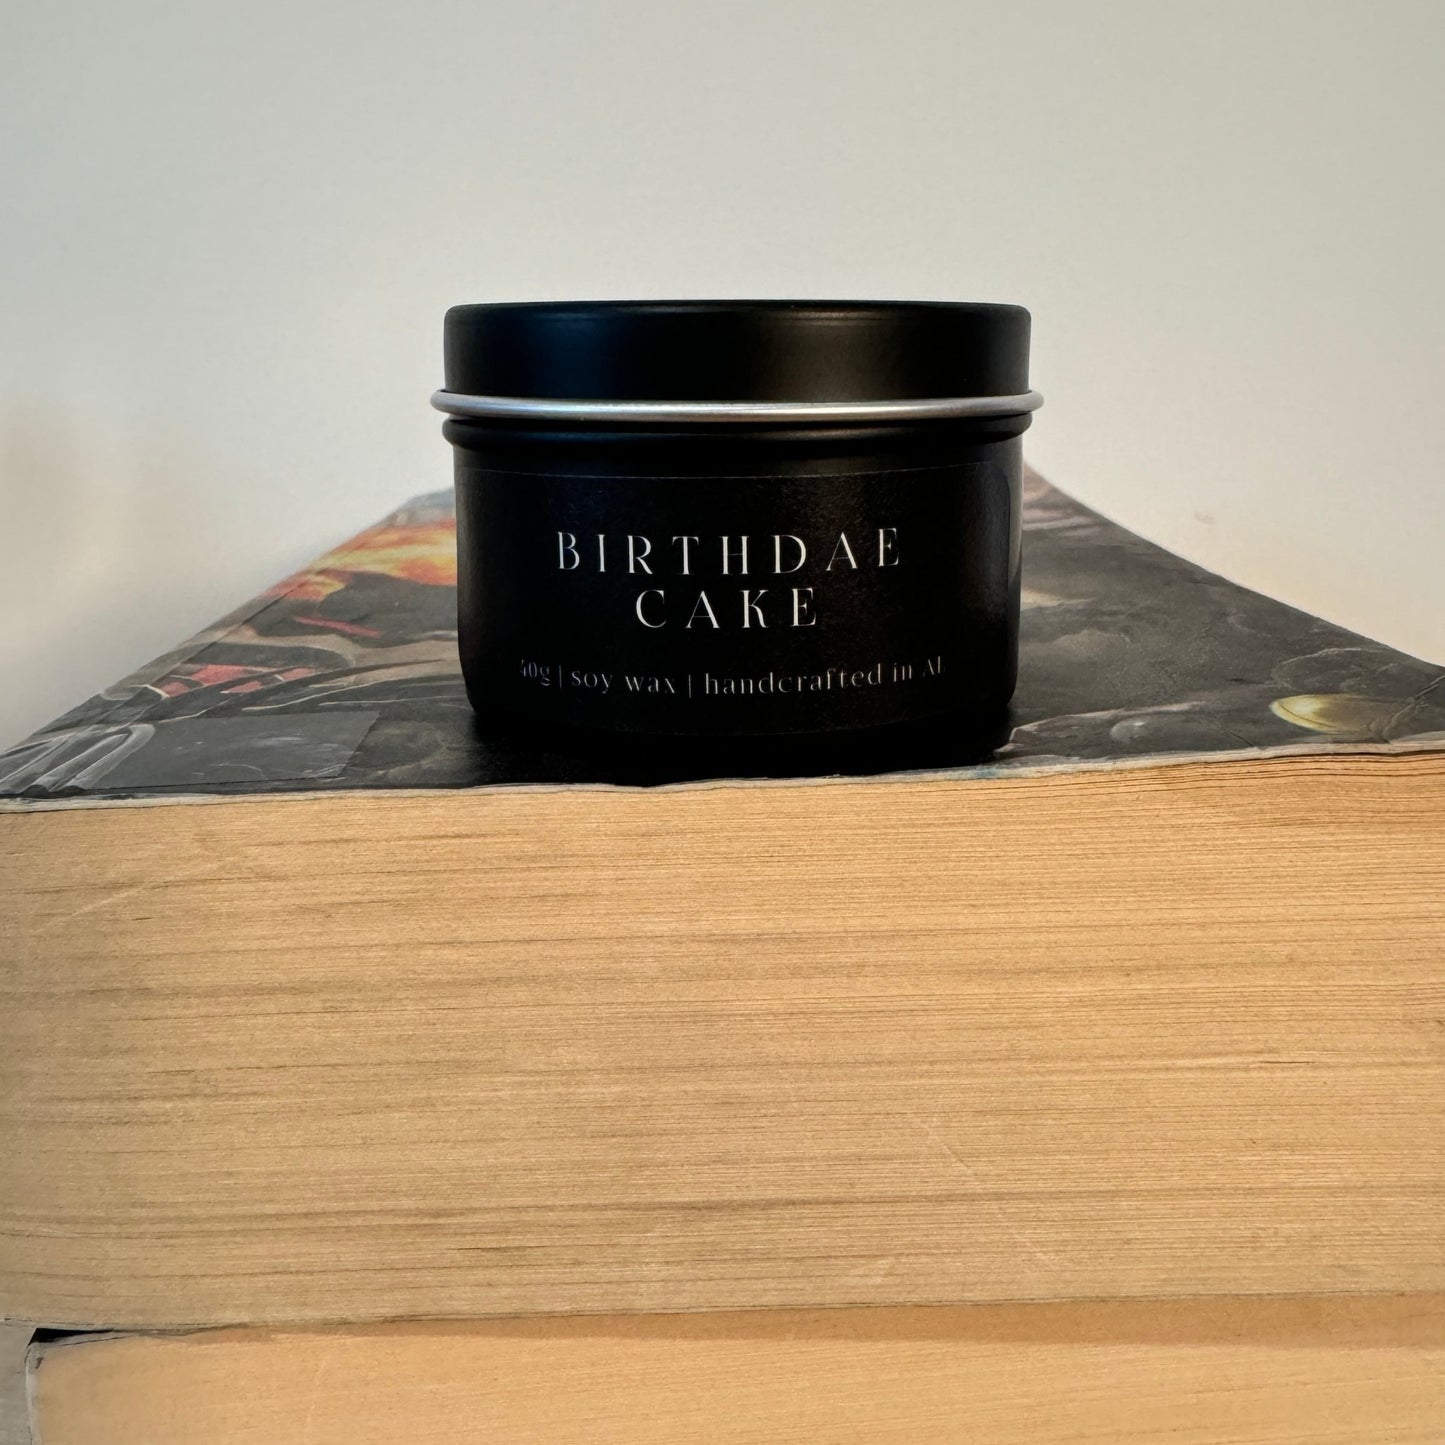 BIRTHDAE
CAKE
40g | soy wax | handcrafted in